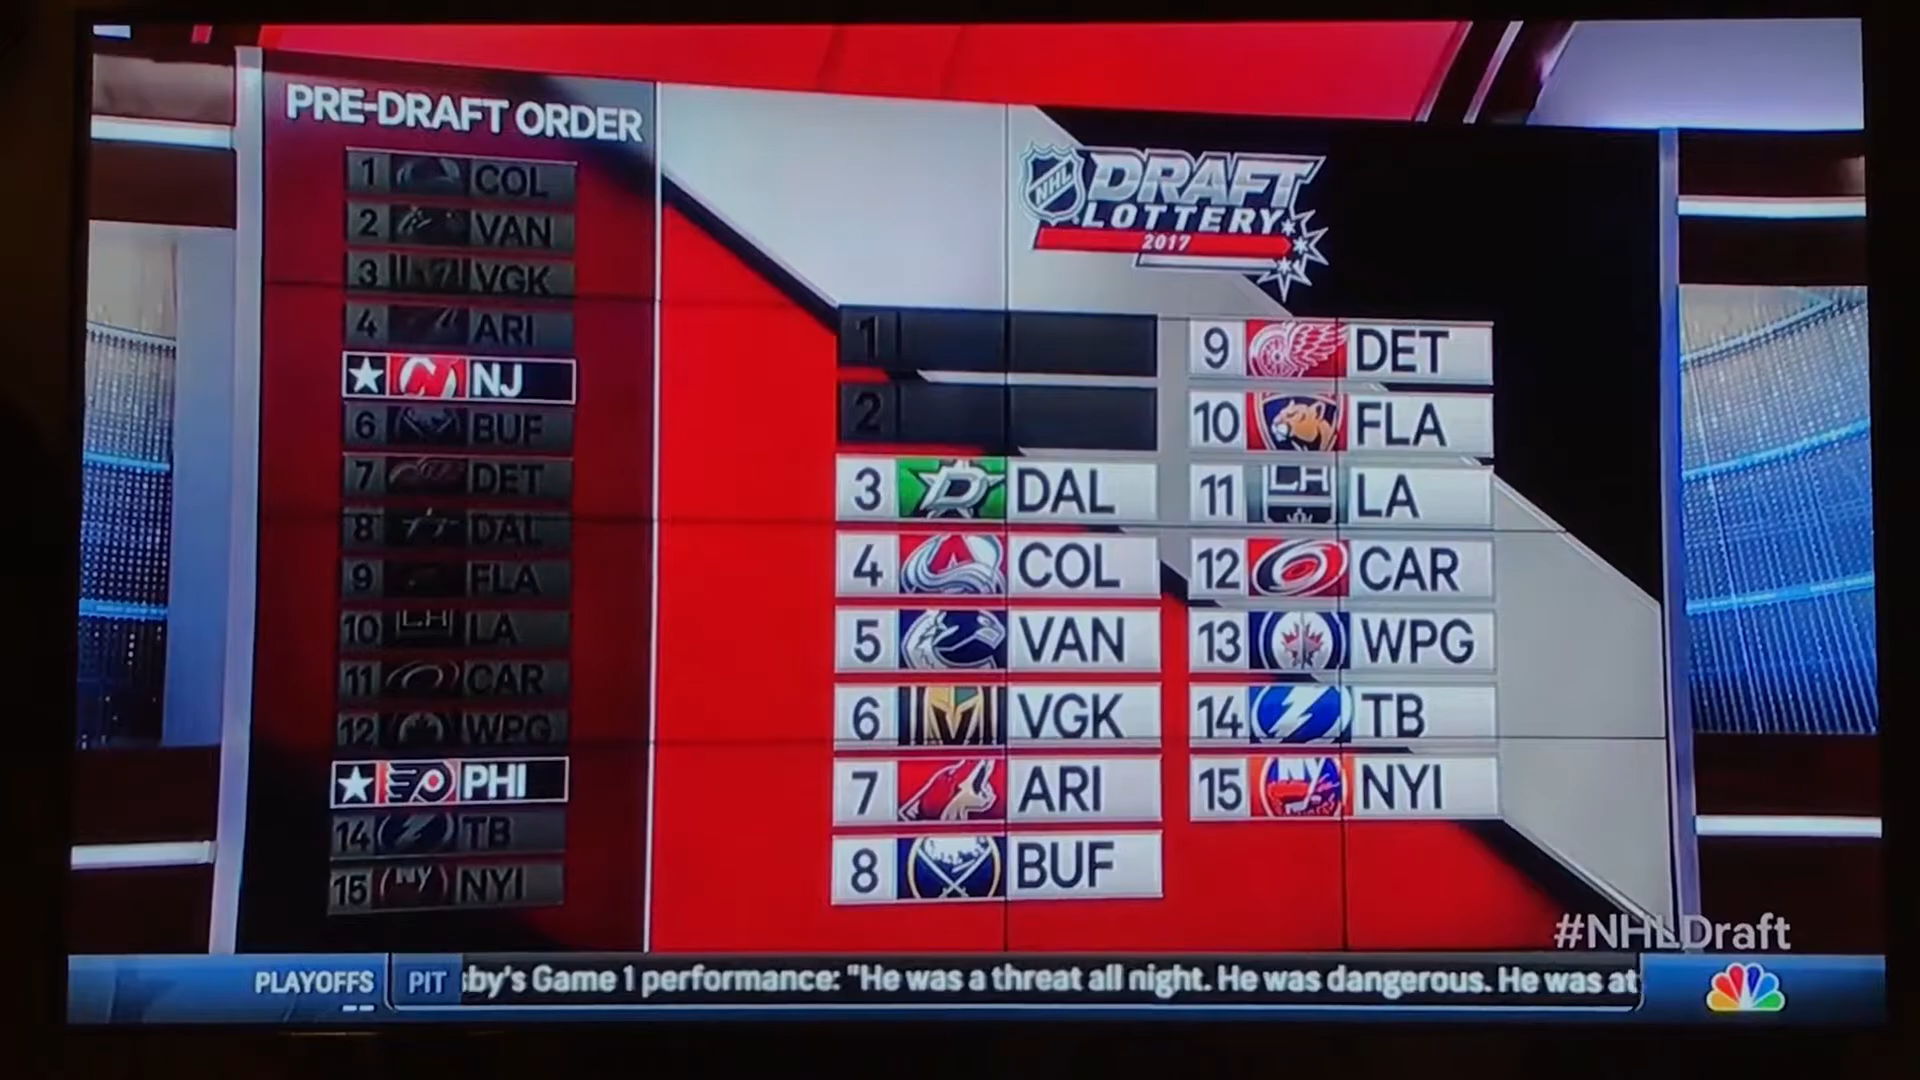 PRE-DRAFT ORDER
1 COL
2 VAN
3 VGK
4 ARI
★ NJ
6 BUF
7 DET
8 DAL
9 FLA
10 LA
11 CAR
12 WPG
★ PHI
14 TB
15 NYI
NHL DRAFT
LOTTERY
2017
1
2
3 DAL
4 COL
5 VAN
6 VGK
7 ARI
8 BUF
9 DET
10 FLA
11 LA
12 CAR
13 WPG
14 TB
15 NYI
#NHLDraft
PLAYOFFS PIT sby's Game 1 performance: "He was a threat all night. He was dangerous. He was at